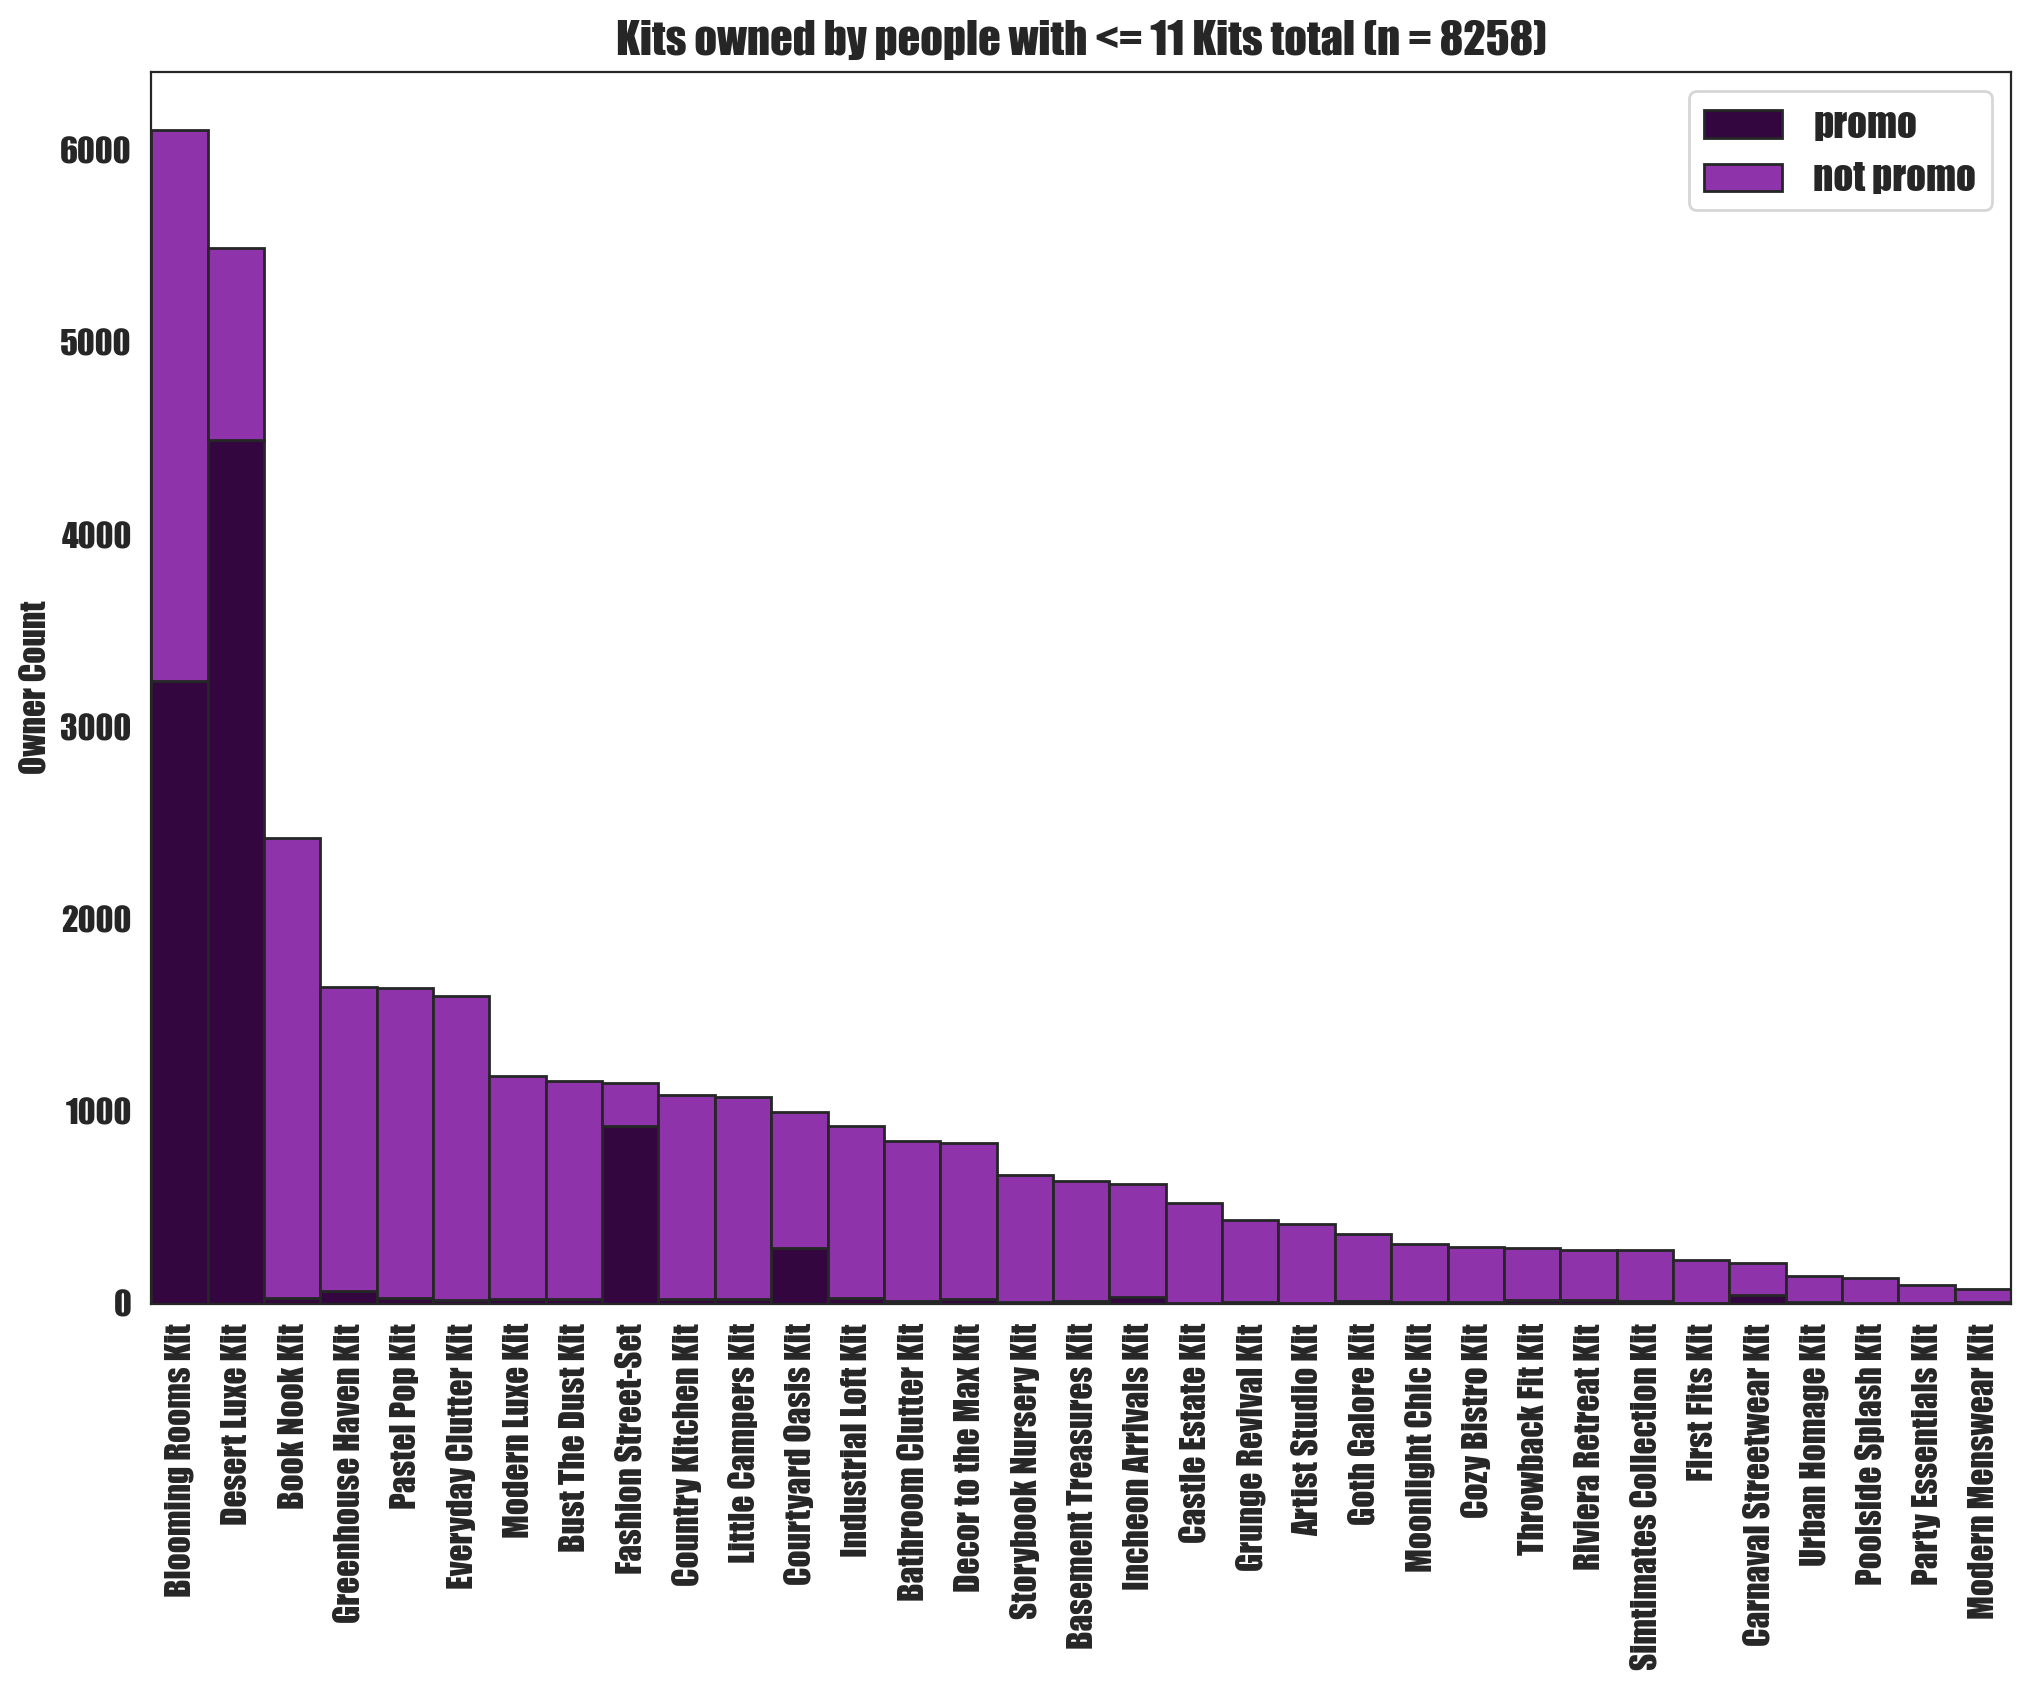 Kits owned by people with <= 11 Kits total (n = 8258)
promo
not promo
Owner Count
6000
5000
4000
3000
2000
1000
0
Blooming Rooms Kit
Desert Luxe Kit
Book Nook Kit
Greenhouse Haven Kit
Pastel Pop Kit
Everyday Clutter Kit
Modern Luxe Kit
Bust The Dust Kit
Fashion Street-Set
Country Kitchen Kit
Little Campers Kit
Courtyard Oasis Kit
Industrial Loft Kit
Bathroom Clutter Kit
Decor to the Max Kit
Storybook Nursery Kit
Basement Treasures Kit
Incheon Arrivals Kit
Castle Estate Kit
Grunge Revival Kit
Artist Studio Kit
Goth Galore Kit
Moonlight Chic Kit
Cozy Bistro Kit
Throwback Fit Kit
Riviera Retreat Kit
Simtimates Collection Kit
First Fits Kit
Carnaval Streetwear Kit
Urban Homage Kit
Poolside Splash Kit
Party Essentials Kit
Modern Menswear Kit